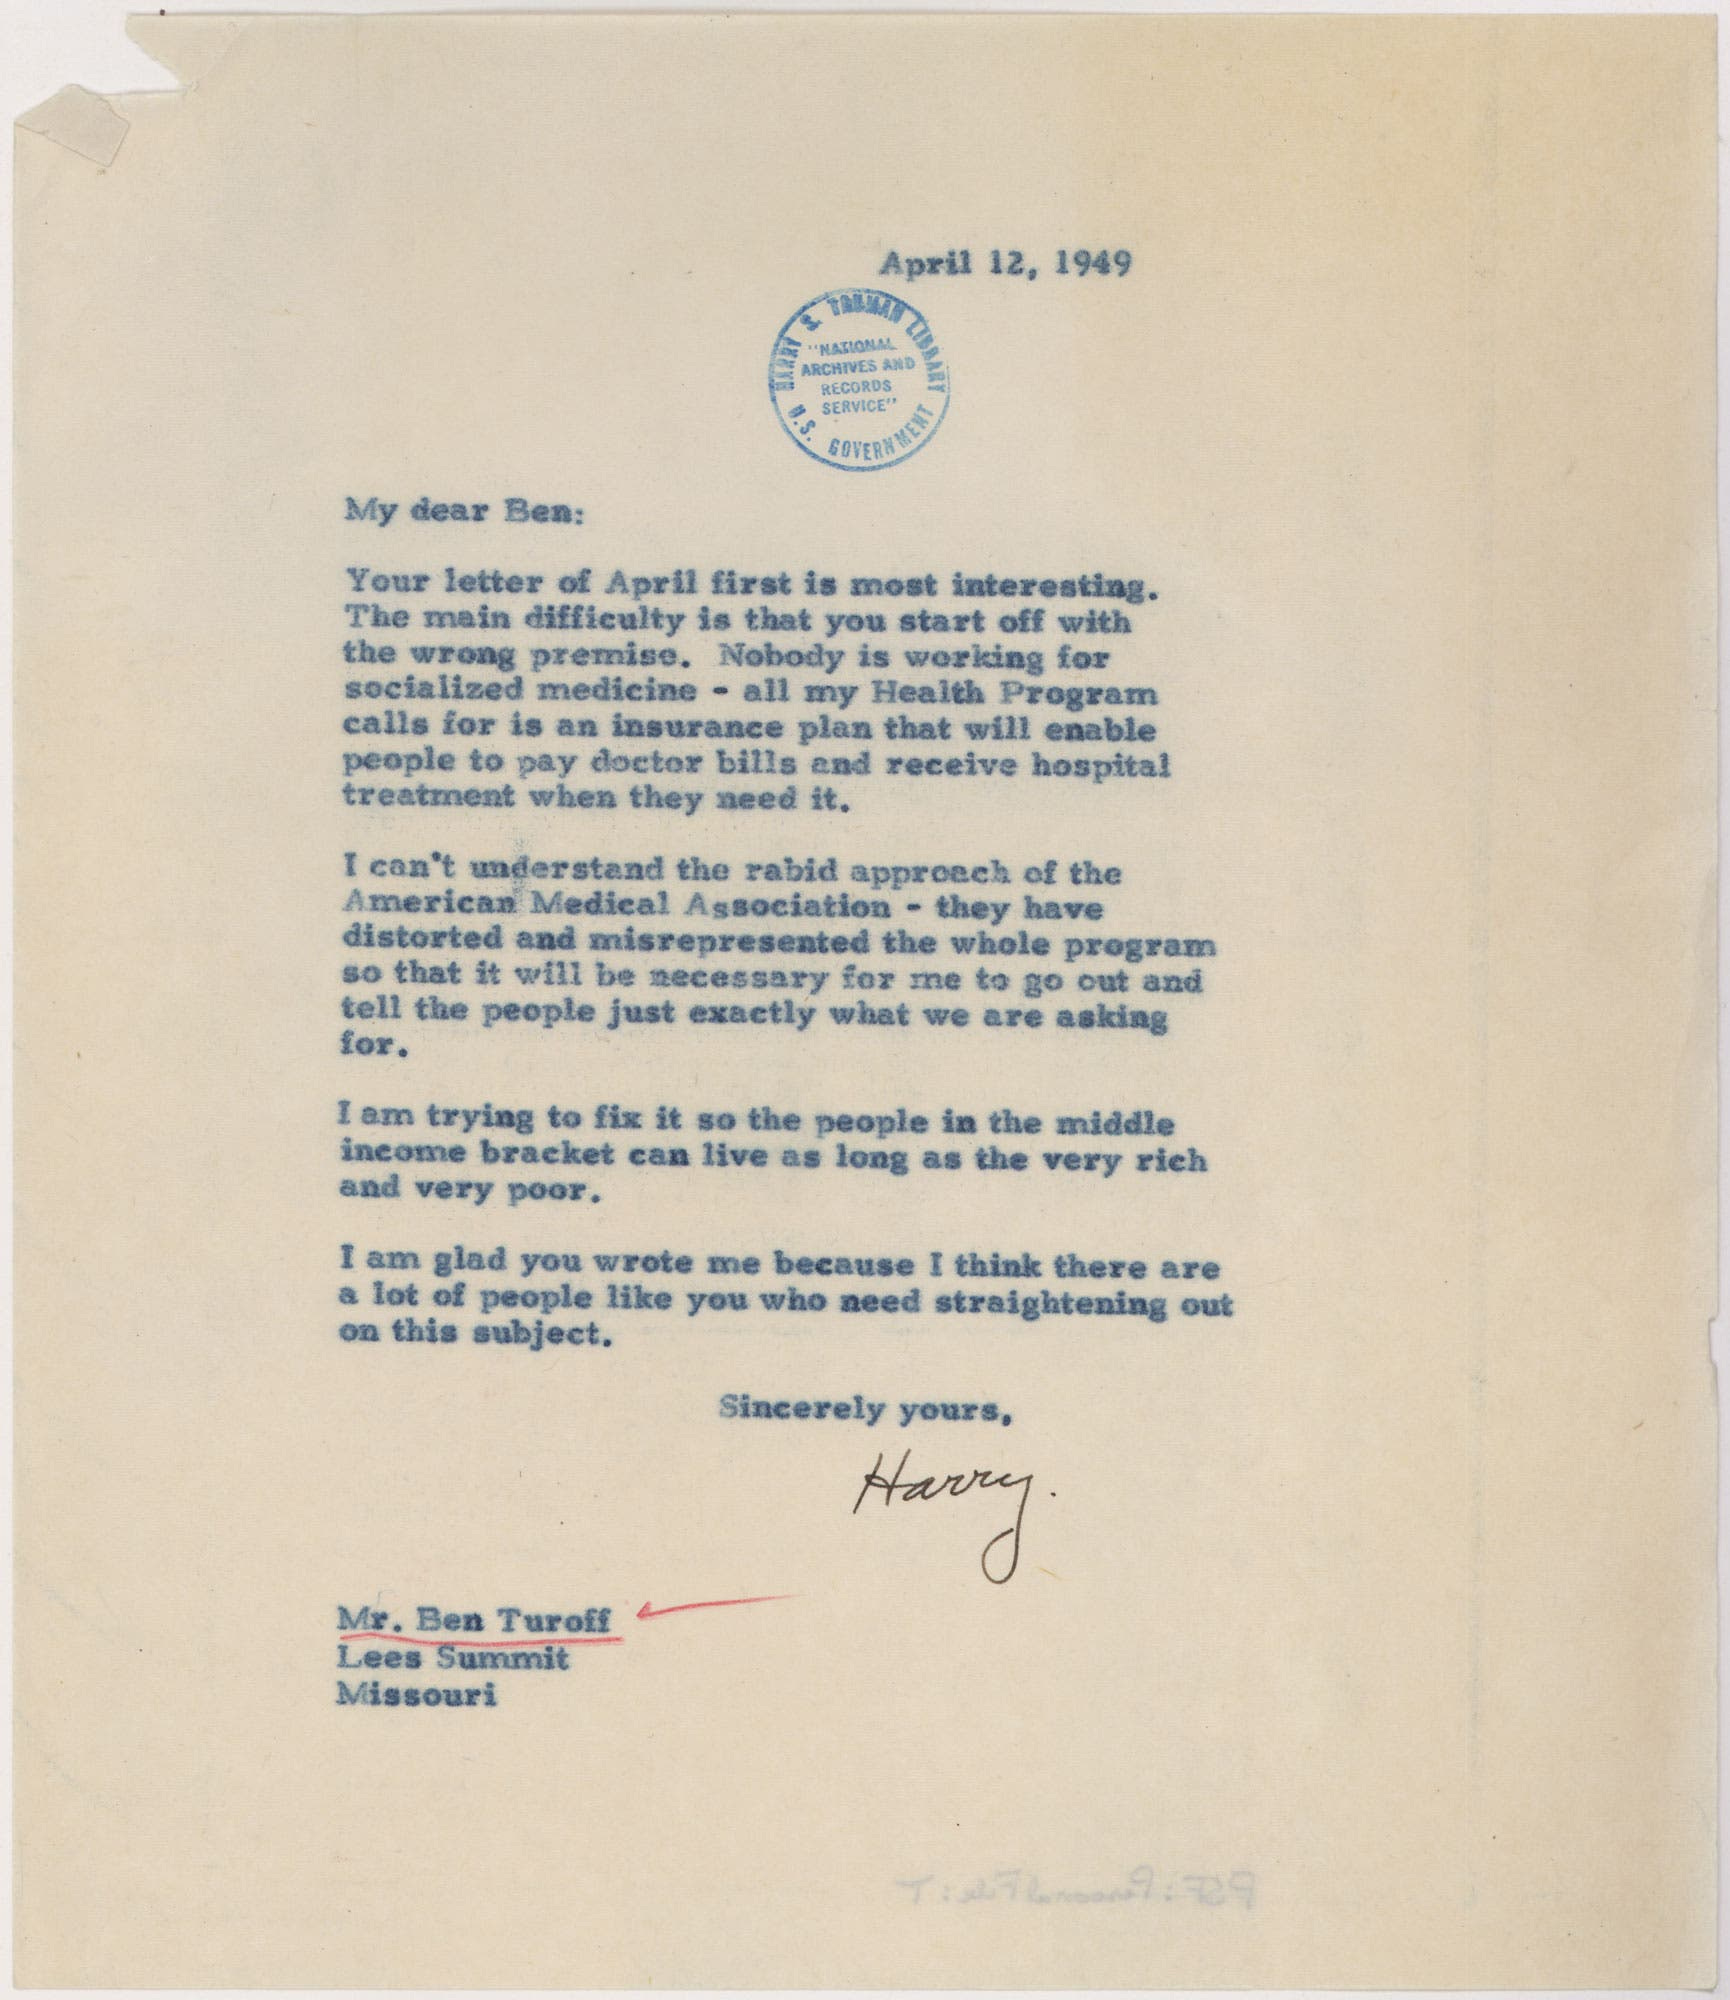 April 12, 1949
HARRY S. TRUMAN LIBRARY
"NATIONAL
ARCHIVES AND
RECORDS
SERVICE"
U.S. GOVERNMENT
My dear Ben:
Your letter of April first is most interesting.
The main difficulty is that you start off with
the wrong premise. Nobody is working for
socialized medicine - all my Health Program
calls for is an insurance plan that will enable
people to pay doctor bills and receive hospital
treatment when they need it.
I can't understand the rabid approach of the
American Medical Association - they have
distorted and misrepresented the whole program
so that it will be necessary for me to go out and
tell the people just exactly what we are asking
for.
I am trying to fix it so the people in the middle
income bracket can live as long as the very rich
and very poor.
I am glad you wrote me because I think there are
a lot of people like you who need straightening out
on this subject.
Sincerely yours,
Harry.
Mr. Ben Turoff
Lees Summit
Missouri
PSF: Personal File: T